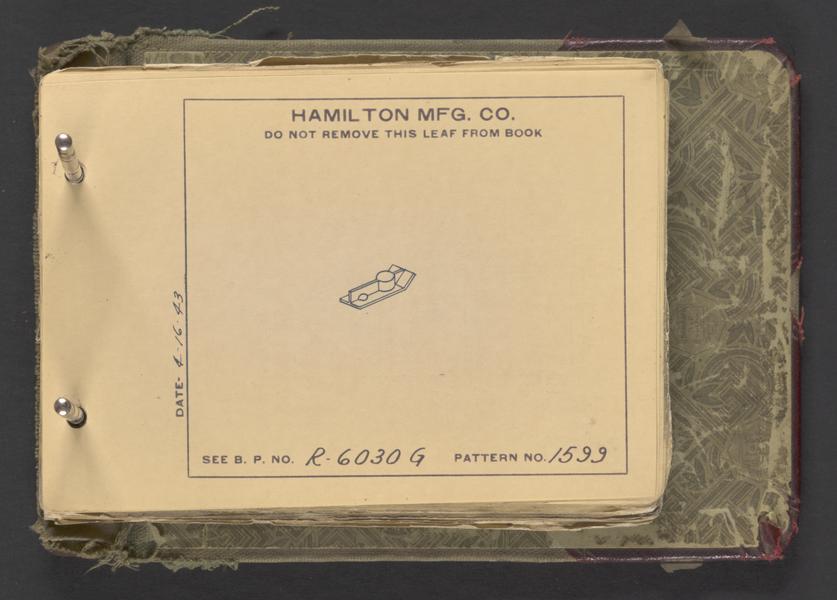 HAMILTON MFG. CO.
DO NOT REMOVE THIS LEAF FROM BOOK
DATE- 4-16-43
SEE B. P. NO. R-6030 G PATTERN NO. 1599